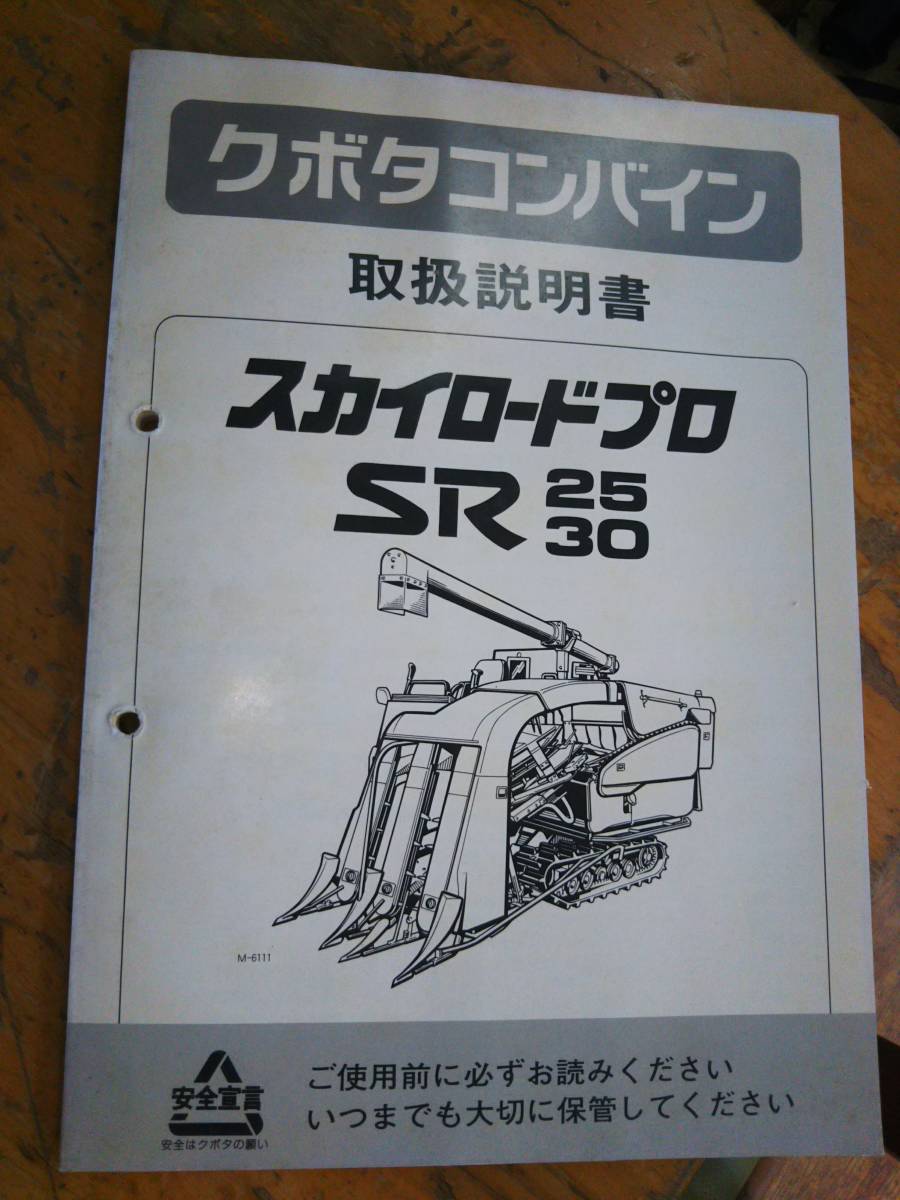 クボタコンバイン
取扱説明書
スカイロードプロ
SR 25
30
M-6111
安全宣言
安全はクボタの願い
ご使用前に必ずお読みください
いつまでも大切に保管してください